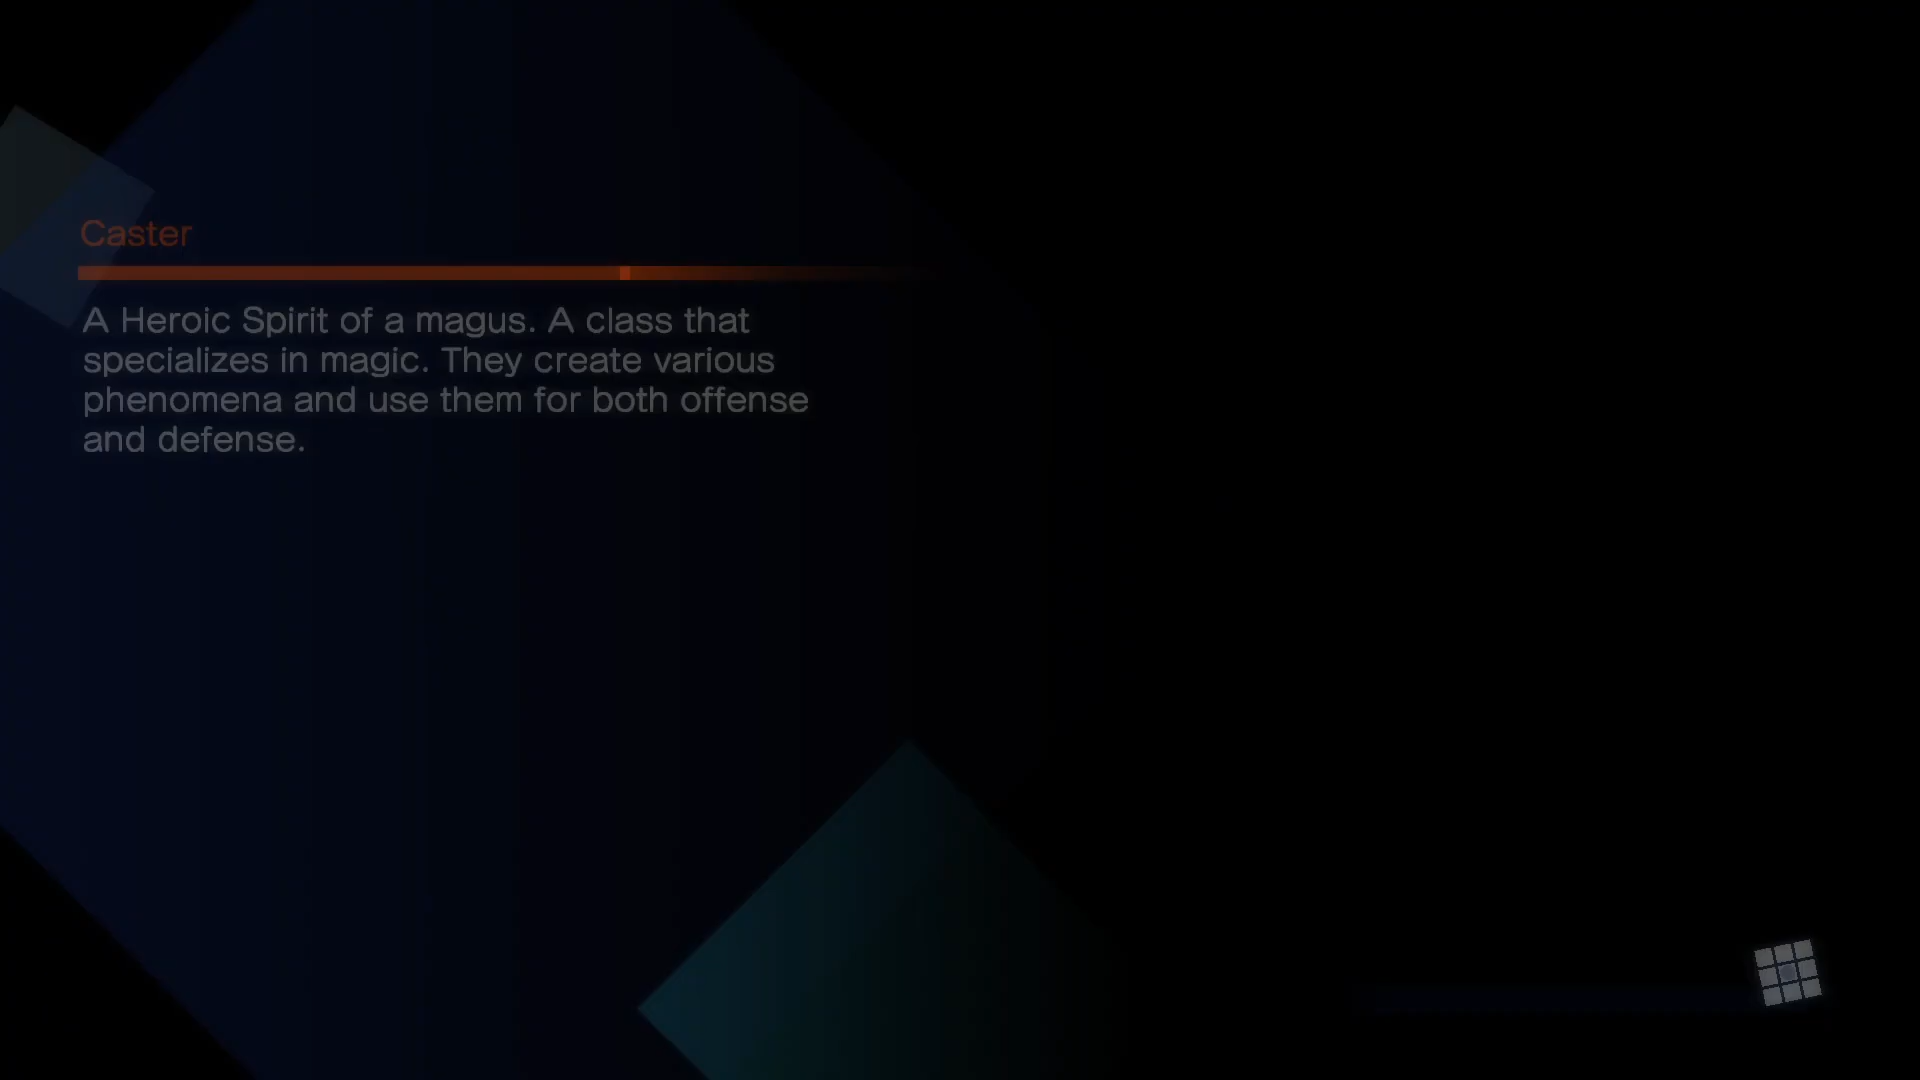 Caster
A Heroic Spirit of a magus. A class that
specializes in magic. They create various
phenomena and use them for both offense
and defense.